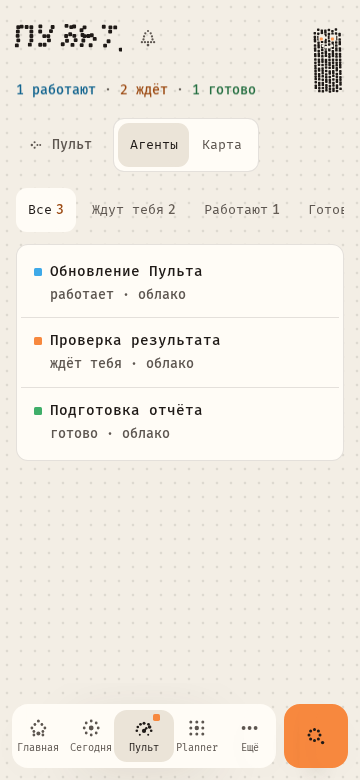 ПУЛЬТ.
1 работают · 2 ждёт · 1 готово
Пульт Агенты Карта
Все 3 Ждут тебя 2 Работают 1 Готов
Обновление Пульта
работает · облако
Проверка результата
ждёт тебя · облако
Подготовка отчёта
готово · облако
Главная Сегодня Пульт Planner Ещё